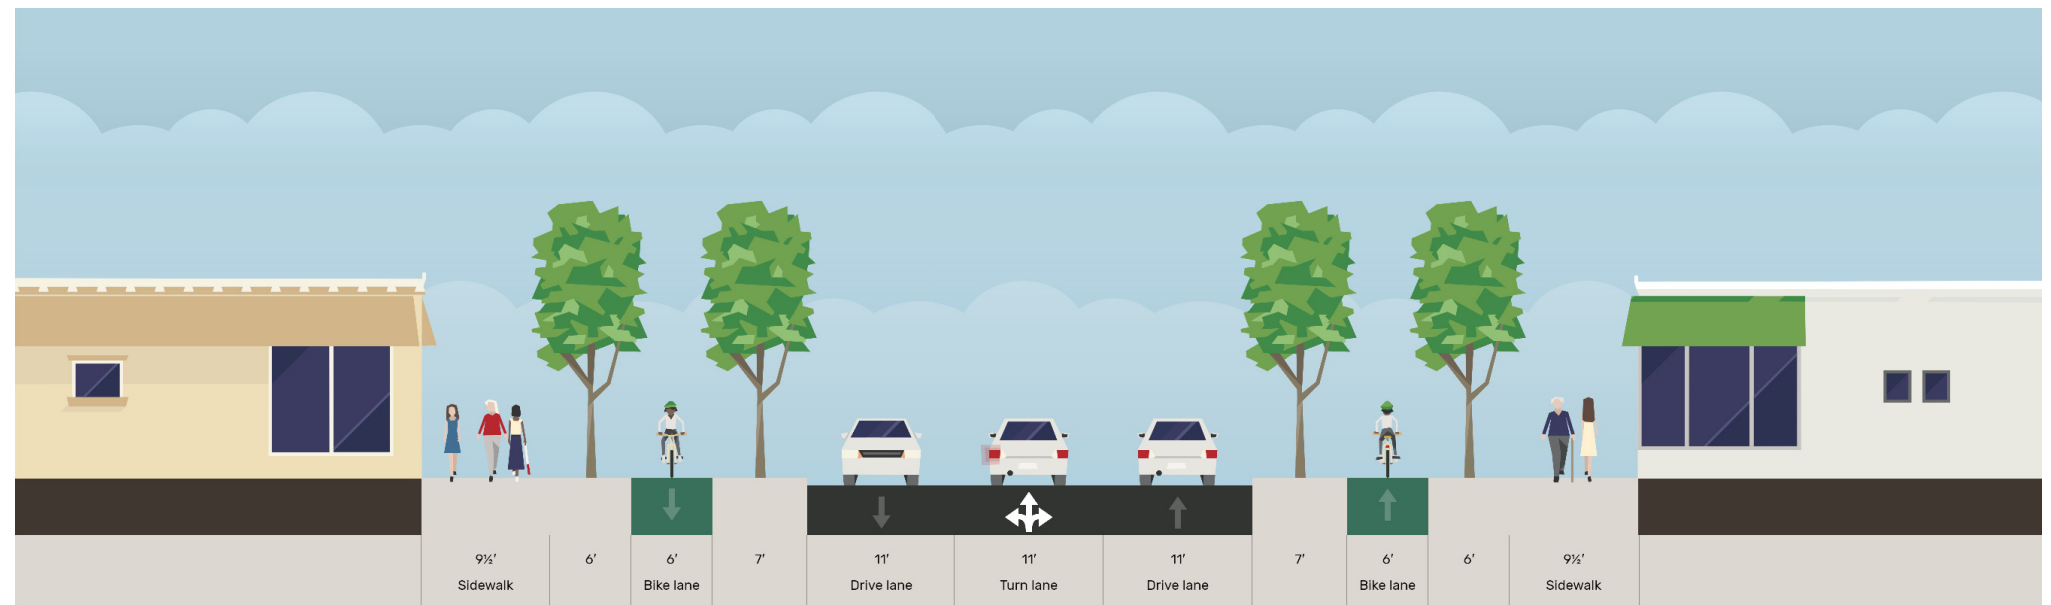 9½'
6'
6'
7'
11'
11'
11'
7'
6'
6'
9½'
Sidewalk
Bike lane
Drive lane
Turn lane
Drive lane
Bike lane
Sidewalk